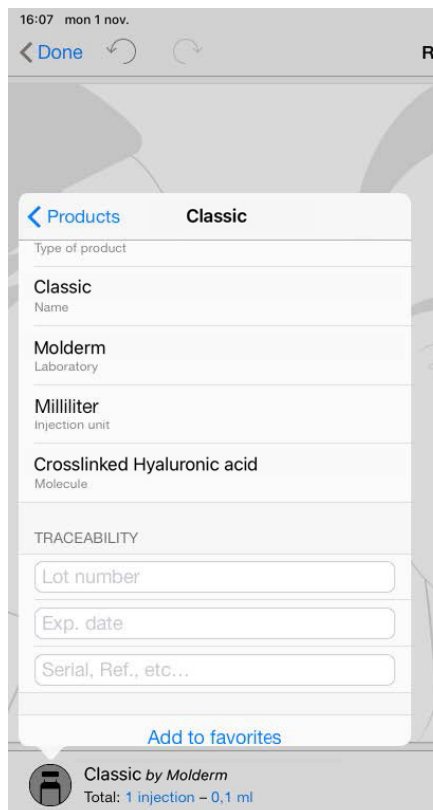 16:07 mon 1 nov.
Done
R
Products
Classic
Type of product
Classic
Name
Molderm
Laboratory
Milliliter
Injection unit
Crosslinked Hyaluronic acid
Molecule
TRACEABILITY
Lot number
Exp. date
Serial, Ref., etc...
Add to favorites
Classic by Molderm
Total: 1 injection – 0,1 ml